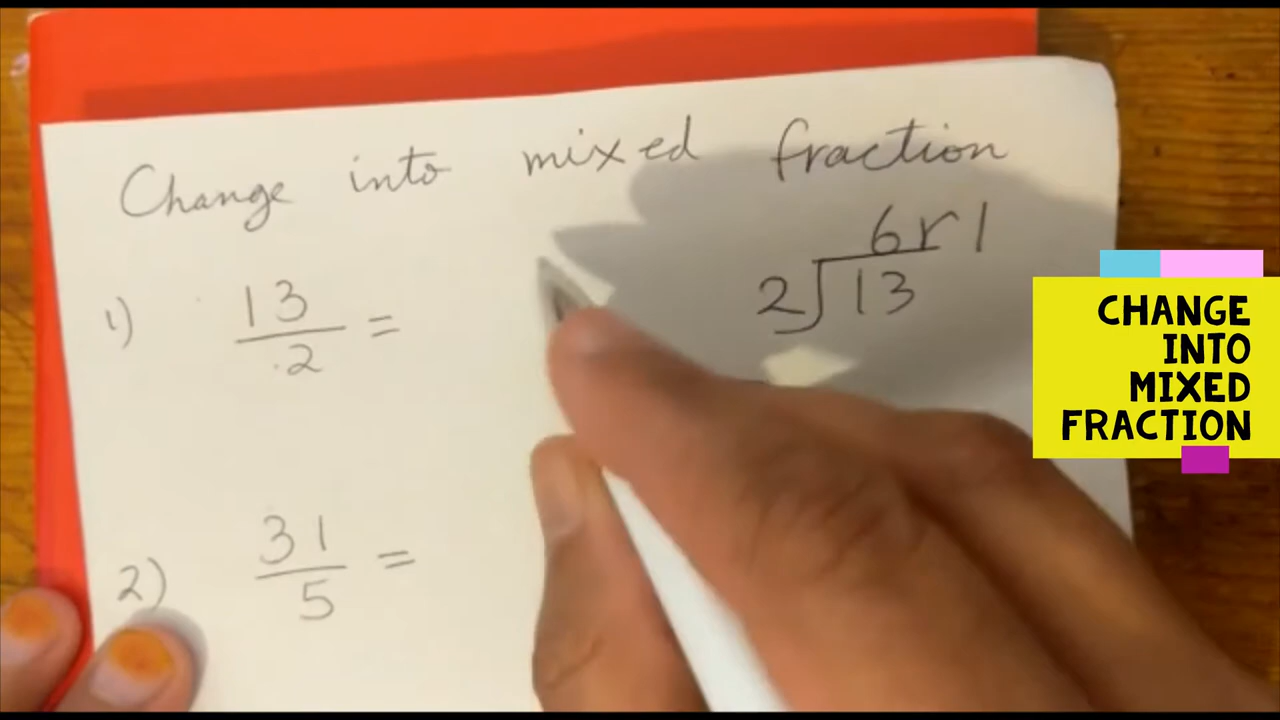 Change into mixed fraction
1) 13/2 =
6 r 1
2⟌13
2) 31/5 =
CHANGE
INTO
MIXED
FRACTION